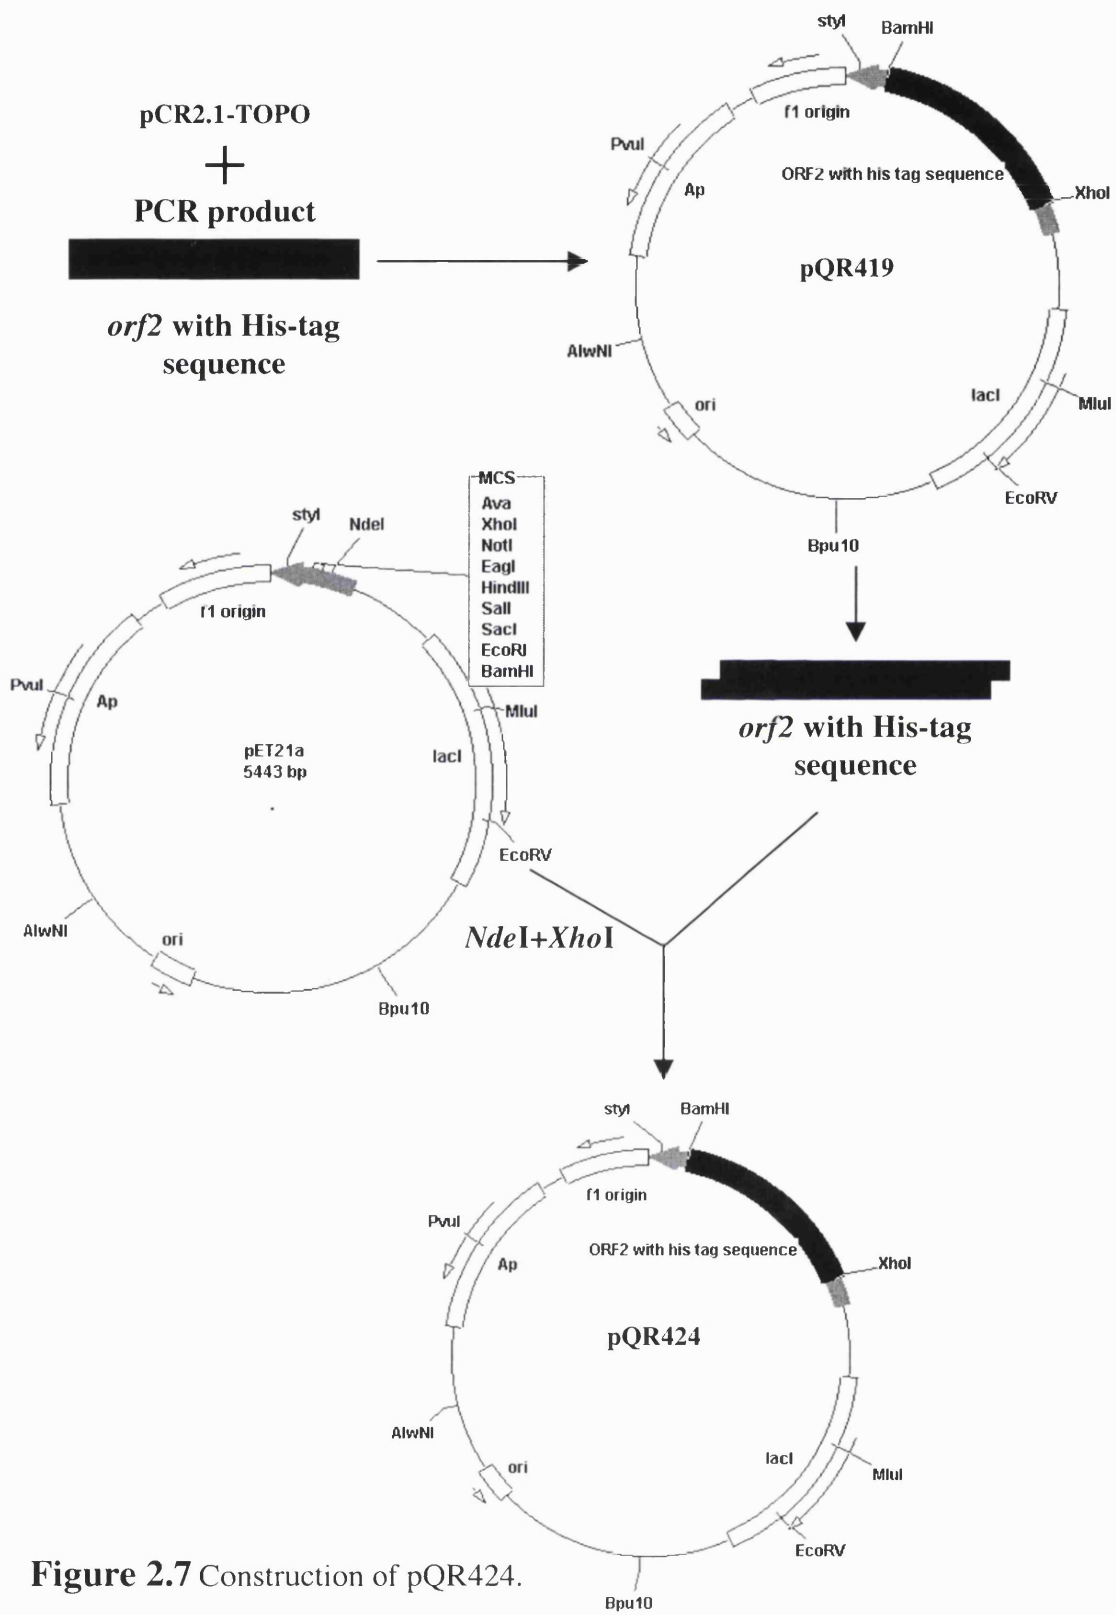 pCR2.1-TOPO
+
PCR product
orf2 with His-tag
sequence
styI
BamHI
f1 origin
PvuI
Ap
ORF2 with his tag sequence
XhoI
pQR419
AlwNI
ori
lacI
MluI
EcoRV
Bpu10
MCS
Ava
XhoI
NotI
EagI
HindIII
SalI
SacI
EcoRI
BamHI
styI
NdeI
f1 origin
PvuI
Ap
MluI
lacI
pET21a
5443 bp
EcoRV
AlwNI
ori
Bpu10
orf2 with His-tag
sequence
NdeI+XhoI
styI
BamHI
f1 origin
PvuI
Ap
ORF2 with his tag sequence
XhoI
pQR424
AlwNI
ori
lacI
MluI
EcoRV
Bpu10
Figure 2.7 Construction of pQR424.